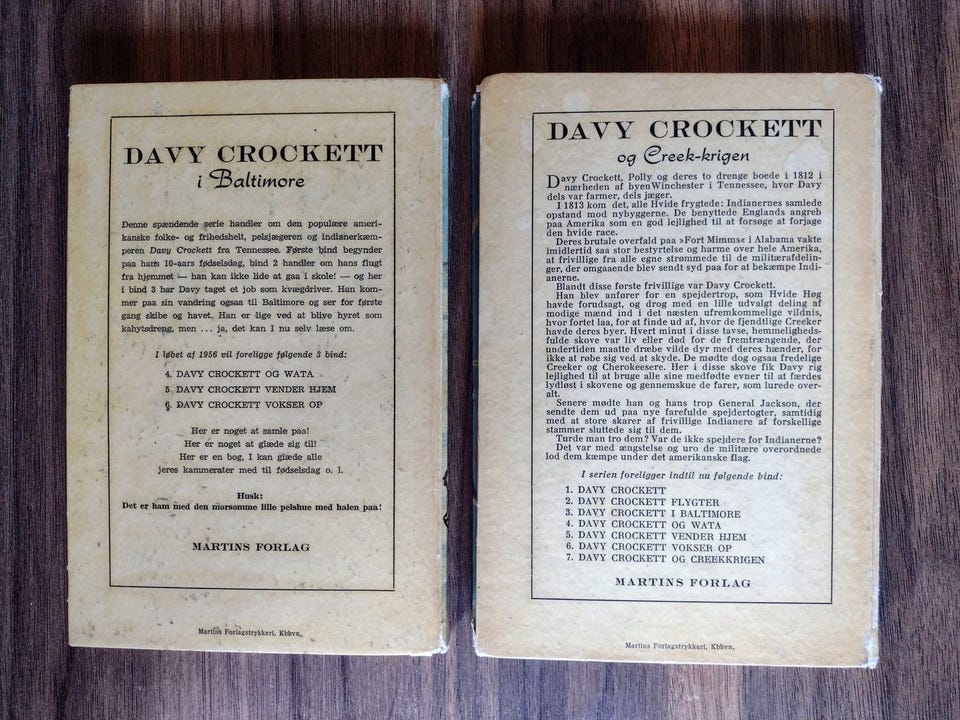 DAVY CROCKETT
i Baltimore
Denne spændende serie handler om den populære ameri-
kanske folke- og frihedshelt, pelsjægeren og indianerkæm-
peren Davy Crockett fra Tennessee. Første bind begynder
paa hans 10-aars fødselsdag, bind 2 handler om hans flugt
fra hjemmet — han kan ikke lide at gaa i skole! — og her
i bind 3 har Davy taget et job som kvægdriver. Han kom-
mer paa sin vandring ogsaa til Baltimore og ser for første
gang skibe og havet. Han er lige ved at blive hyret som
kahytsdreng, men ... ja, det kan I nu selv læse om.
I løbet af 1956 vil foreligge følgende 3 bind:
4. DAVY CROCKETT OG WATA
5. DAVY CROCKETT VENDER HJEM
6. DAVY CROCKETT VOKSER OP
Her er noget at samle paa!
Her er noget at glæde sig til!
Her er en bog, I kan glæde alle
jeres kammerater med til fødselsdag o. l.
Husk:
Det er ham med den morsomme lille pelshue med halen paa!
MARTINS FORLAG
Martins Forlagstrykkeri, Kbhvn.
DAVY CROCKETT
og Creek-krigen
Davy Crockett, Polly og deres to drenge boede i 1812 i
nærheden af byen Winchester i Tennessee, hvor Davy
dels var farmer, dels jæger.
I 1813 kom det, alle Hvide frygtede: Indianernes samlede
opstand mod nybyggerne. De benyttede Englands angreb
paa Amerika som en god lejlighed til at forsøge at forjage
den hvide race.
Deres brutale overfald paa »Fort Mimms« i Alabama vakte
imidlertid saa stor bestyrtelse og harme over hele Amerika,
at frivillige fra alle egne strømmede til de militærafdelin-
ger, der omgaaende blev sendt syd paa for at bekæmpe Indi-
anerne.
Blandt disse første frivillige var Davy Crockett.
Han blev anfører for en spejdertrop, som Hvide Høg
havde forudsagt, og drog med en lille udvalgt deling af
modige mænd ind i det næsten ufremkommelige vildnis,
hvor fortet laa, for at finde ud af, hvor de fjendtlige Creeker
havde deres byer. Hvert minut i disse tavse, hemmeligheds-
fulde skove var liv eller død for de fremtrængende, der
undertiden maatte dræbe vilde dyr med deres hænder, for
ikke at røbe sig ved at skyde. De mødte dog ogsaa fredelige
Creeker og Cherokeesere. Her i disse skove fik Davy rig
lejlighed til at bruge alle sine medfødte evner til at færdes
lydløst i skovene og gennemskue de farer, som lurede over-
alt.
Senere mødte han og hans trop General Jackson, der
sendte dem ud paa nye farefulde spejdertogter, samtidig
med at store skarer af frivillige Indianere af forskellige
stammer sluttede sig til dem.
Turde man tro dem? Var de ikke spejdere for Indianerne?
Det var med ængstelse og uro de militære overordnede
lod dem kæmpe under det amerikanske flag.
I serien foreligger indtil nu følgende bind:
1. DAVY CROCKETT
2. DAVY CROCKETT FLYGTER
3. DAVY CROCKETT I BALTIMORE
4. DAVY CROCKETT OG WATA
5. DAVY CROCKETT VENDER HJEM
6. DAVY CROCKETT VOKSER OP
7. DAVY CROCKETT OG CREEKKRIGEN
MARTINS FORLAG
Martins Forlagstrykkeri, Kbhvn.